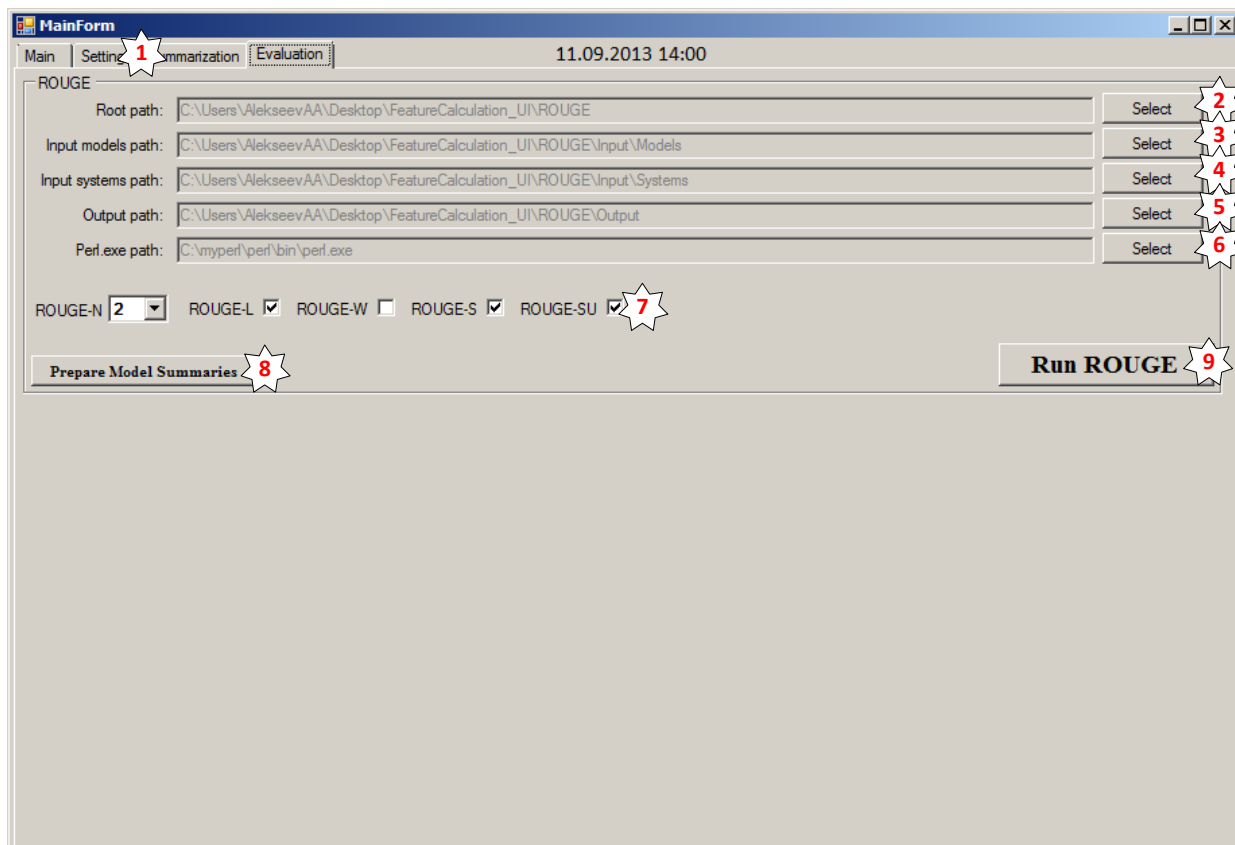 MainForm
Main Setting 1 mmarization Evaluation 11.09.2013 14:00
ROUGE
Root path: C:\Users\AlekseevAA\Desktop\FeatureCalculation_UI\ROUGE Select 2
Input models path: C:\Users\AlekseevAA\Desktop\FeatureCalculation_UI\ROUGE\Input\Models Select 3
Input systems path: C:\Users\AlekseevAA\Desktop\FeatureCalculation_UI\ROUGE\Input\Systems Select 4
Output path: C:\Users\AlekseevAA\Desktop\FeatureCalculation_UI\ROUGE\Output Select 5
Perl.exe path: C:\myperl\perl\bin\perl.exe Select 6
ROUGE-N 2 ROUGE-L ROUGE-W ROUGE-S ROUGE-SU 7
Prepare Model Summaries 8 Run ROUGE 9